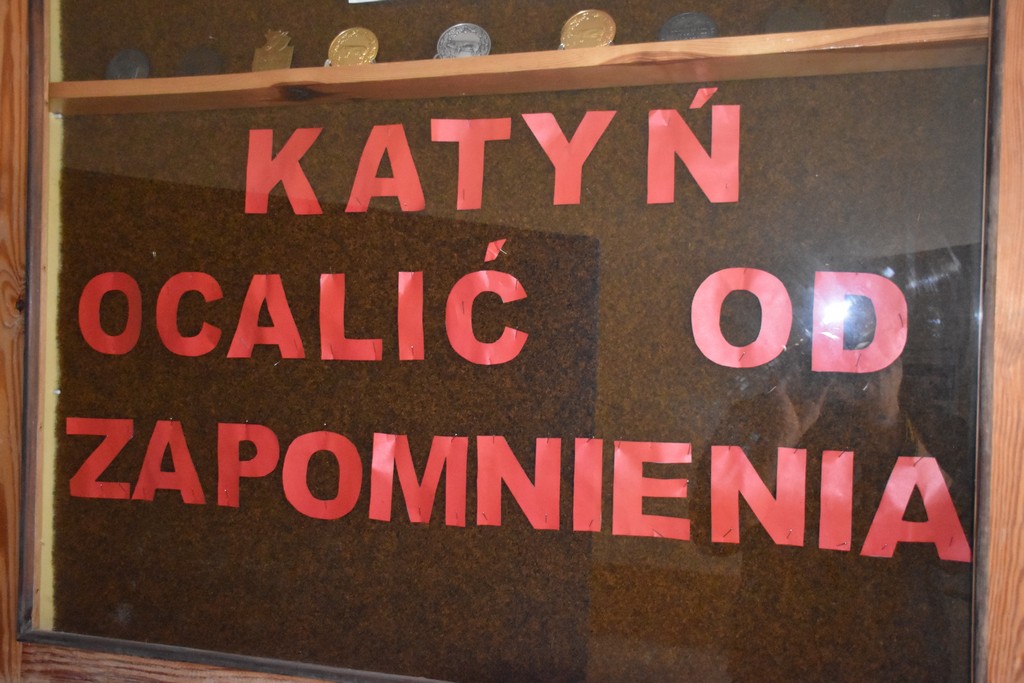 KATYŃ
OCALIĆ OD
ZAPOMNIENIA